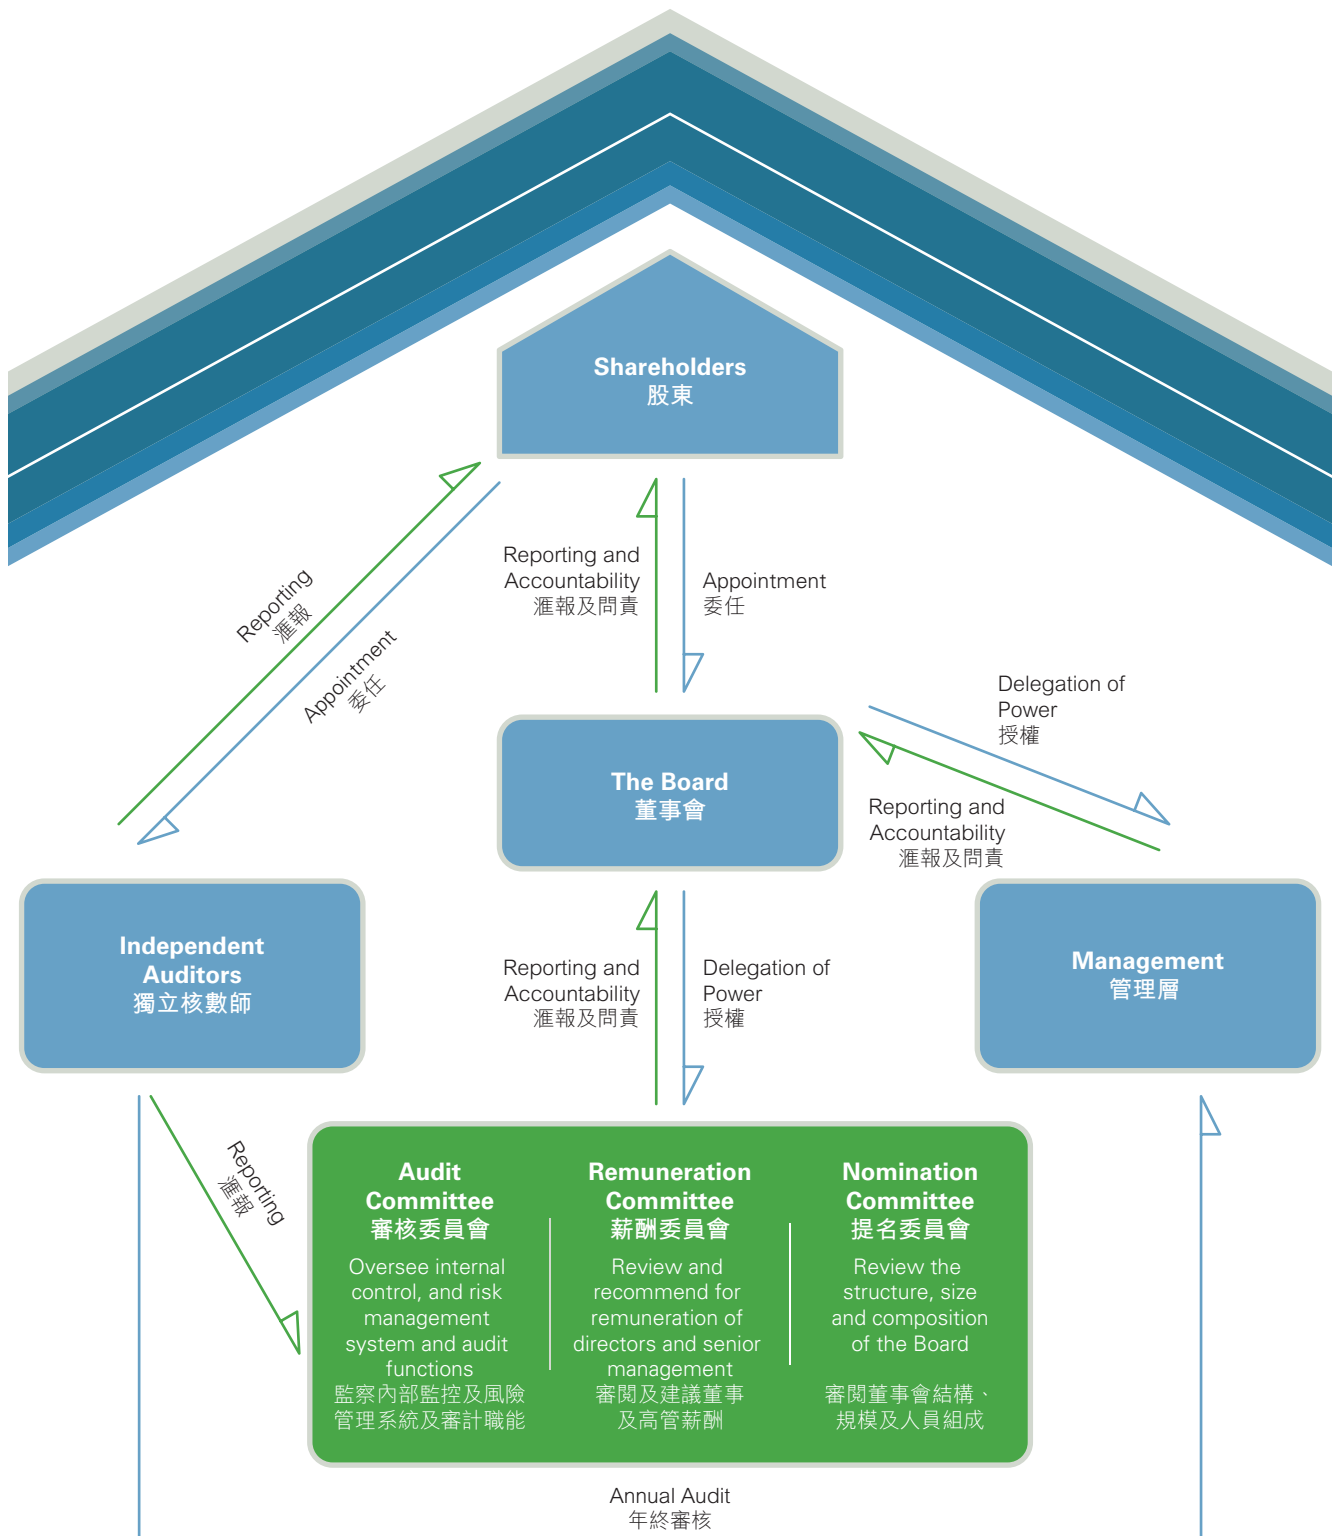 Shareholders
股東
Reporting
滙報
Appointment
委任
Reporting and
Accountability
滙報及問責
Appointment
委任
Delegation of
Power
授權
Reporting and
Accountability
滙報及問責
The Board
董事會
Independent
Auditors
獨立核數師
Reporting and
Accountability
滙報及問責
Delegation of
Power
授權
Management
管理層
Reporting
滙報
Audit
Committee
審核委員會
Oversee internal
control, and risk
management
system and audit
functions
監察內部監控及風險
管理系統及審計職能
Remuneration
Committee
薪酬委員會
Review and
recommend for
remuneration of
directors and senior
management
審閱及建議董事
及高管薪酬
Nomination
Committee
提名委員會
Review the
structure, size
and composition
of the Board
審閱董事會結構、
規模及人員組成
Annual Audit
年終審核